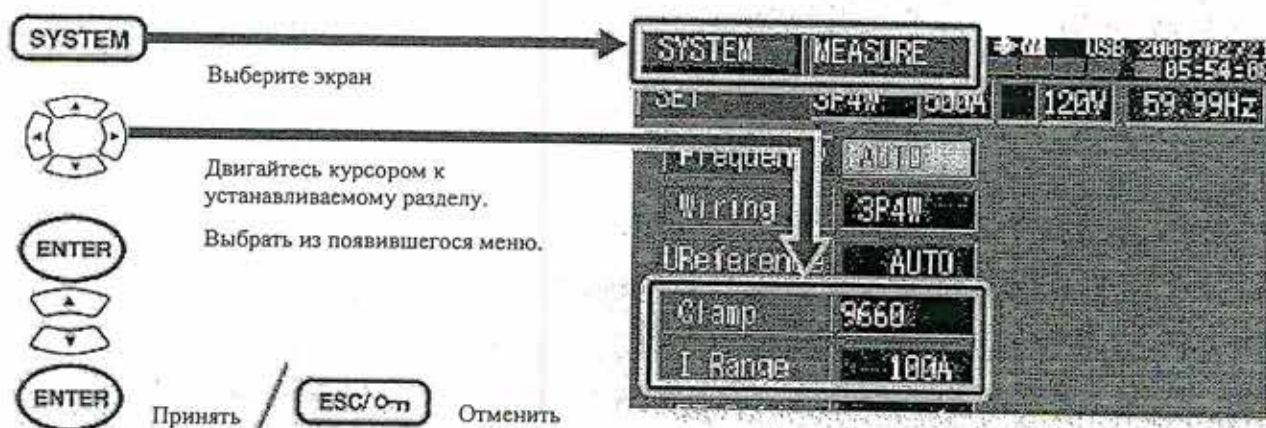 SYSTEM
Выберите экран
Двигайтесь курсором к
устанавливаемому разделу.
ENTER
Выбрать из появившегося меню.
ENTER
Принять / ESC/ Отменить
SYSTEM MEASURE USB
SET 3P4W 500A 120V 59.99Hz
AUTO
Wiring 3P4W
AUTO
Clamp 9660
I Range 100A